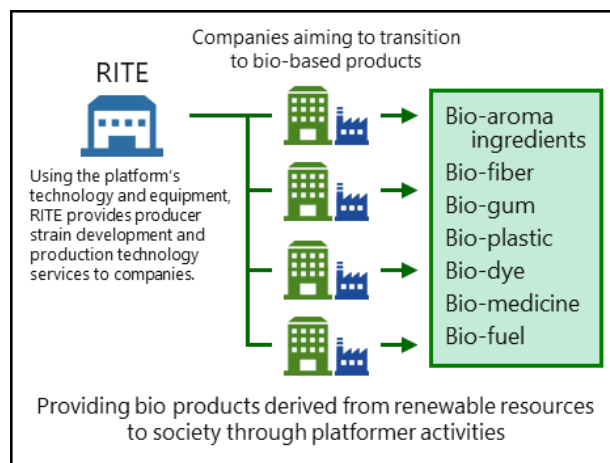 Companies aiming to transition
to bio-based products
RITE
Using the platform's
technology and equipment,
RITE provides producer
strain development and
production technology
services to companies.
Bio-aroma
ingredients
Bio-fiber
Bio-gum
Bio-plastic
Bio-dye
Bio-medicine
Bio-fuel
Providing bio products derived from renewable resources
to society through platformer activities